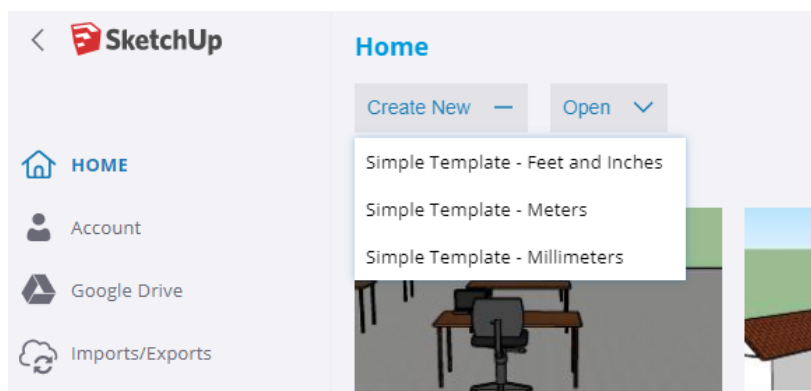 SketchUp
Home
Create New
Open
Simple Template - Feet and Inches
Simple Template - Meters
Simple Template - Millimeters
HOME
Account
Google Drive
Imports/Exports